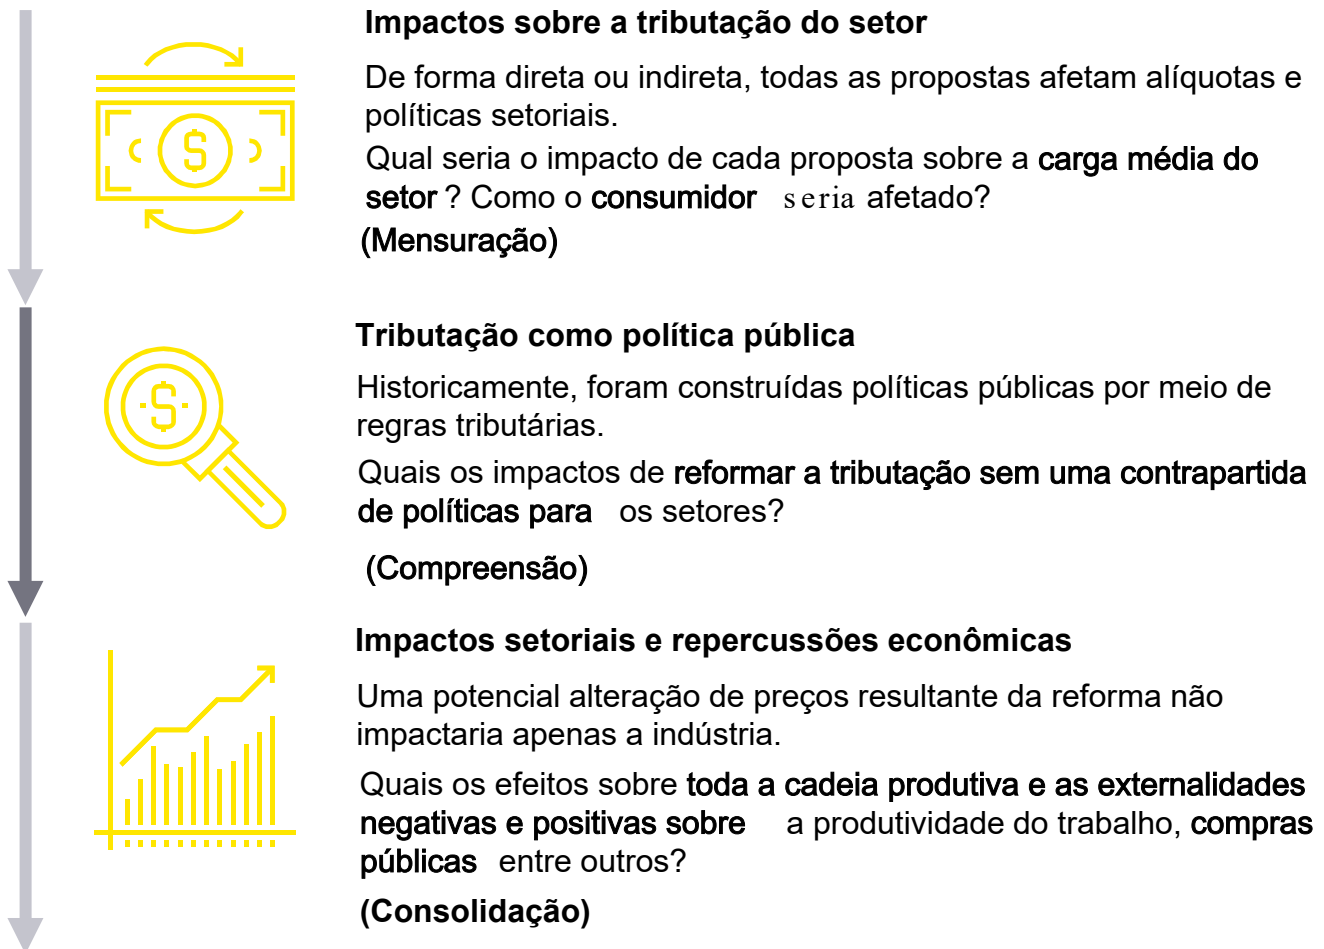 Impactos sobre a tributação do setor
De forma direta ou indireta, todas as propostas afetam alíquotas e
políticas setoriais.
Qual seria o impacto de cada proposta sobre a carga média do
setor ? Como o consumidor seria afetado?
(Mensuração)
Tributação como política pública
Historicamente, foram construídas políticas públicas por meio de
regras tributárias.
Quais os impactos de reformar a tributação sem uma contrapartida
de políticas para os setores?
(Compreensão)
Impactos setoriais e repercussões econômicas
Uma potencial alteração de preços resultante da reforma não
impactaria apenas a indústria.
Quais os efeitos sobre toda a cadeia produtiva e as externalidades
negativas e positivas sobre a produtividade do trabalho, compras
públicas entre outros?
(Consolidação)